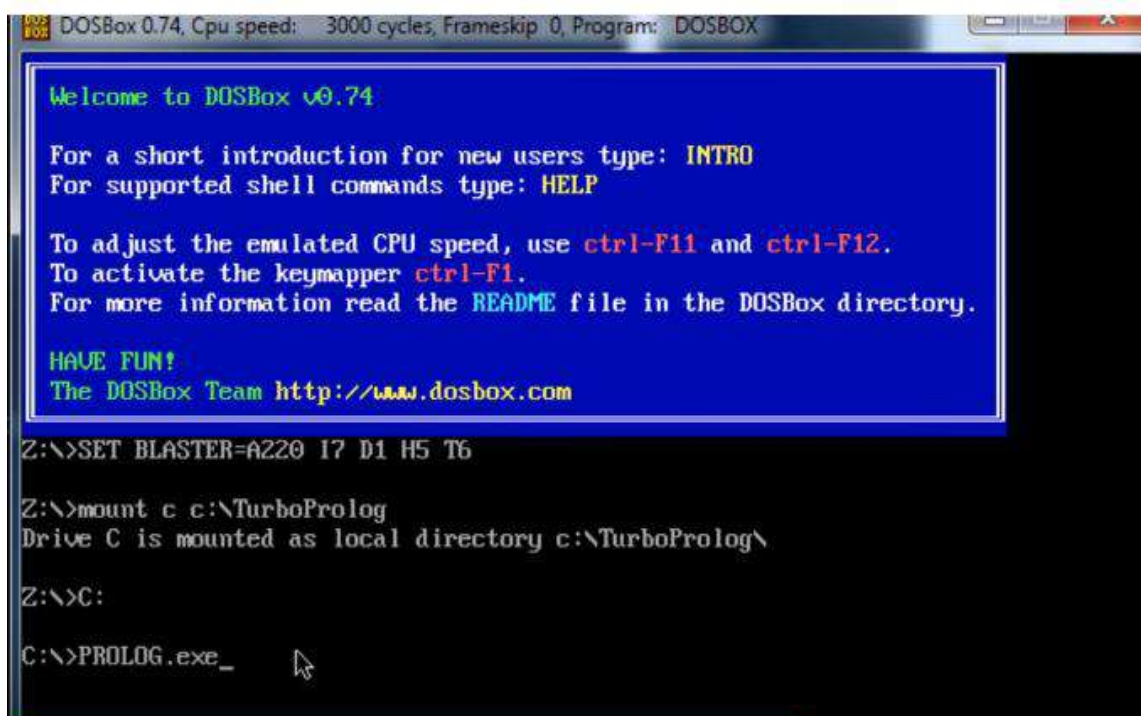 DOSBox 0.74, Cpu speed: 3000 cycles, Frameskip 0, Program: DOSBOX
Welcome to DOSBox v0.74
For a short introduction for new users type: INTRO
For supported shell commands type: HELP
To adjust the emulated CPU speed, use ctrl-F11 and ctrl-F12.
To activate the keymapper ctrl-F1.
For more information read the README file in the DOSBox directory.
HAVE FUN!
The DOSBox Team http://www.dosbox.com
Z:\>SET BLASTER=A220 I7 D1 H5 T6
Z:\>mount c c:\TurboProlog
Drive C is mounted as local directory c:\TurboProlog\
Z:\>C:
C:\>PROLOG.exe_